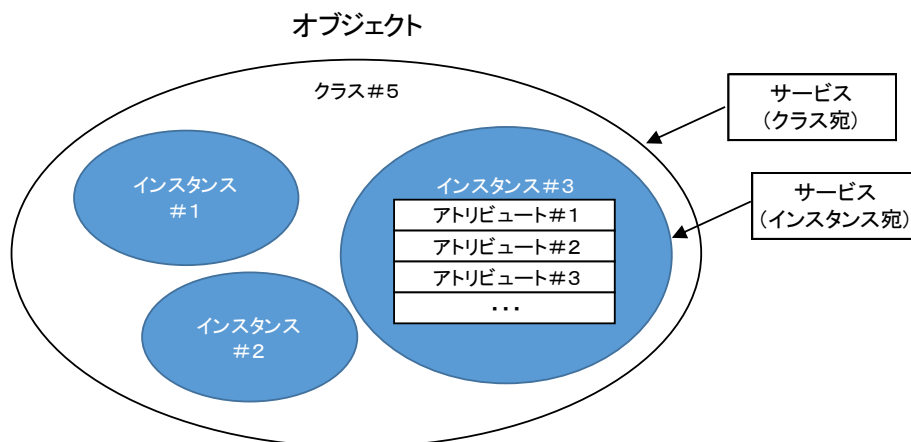 オブジェクト
クラス#5
サービス
(クラス宛)
インスタンス
#1
インスタンス#3
アトリビュート#1
アトリビュート#2
アトリビュート#3
・・・
サービス
(インスタンス宛)
インスタンス
#2